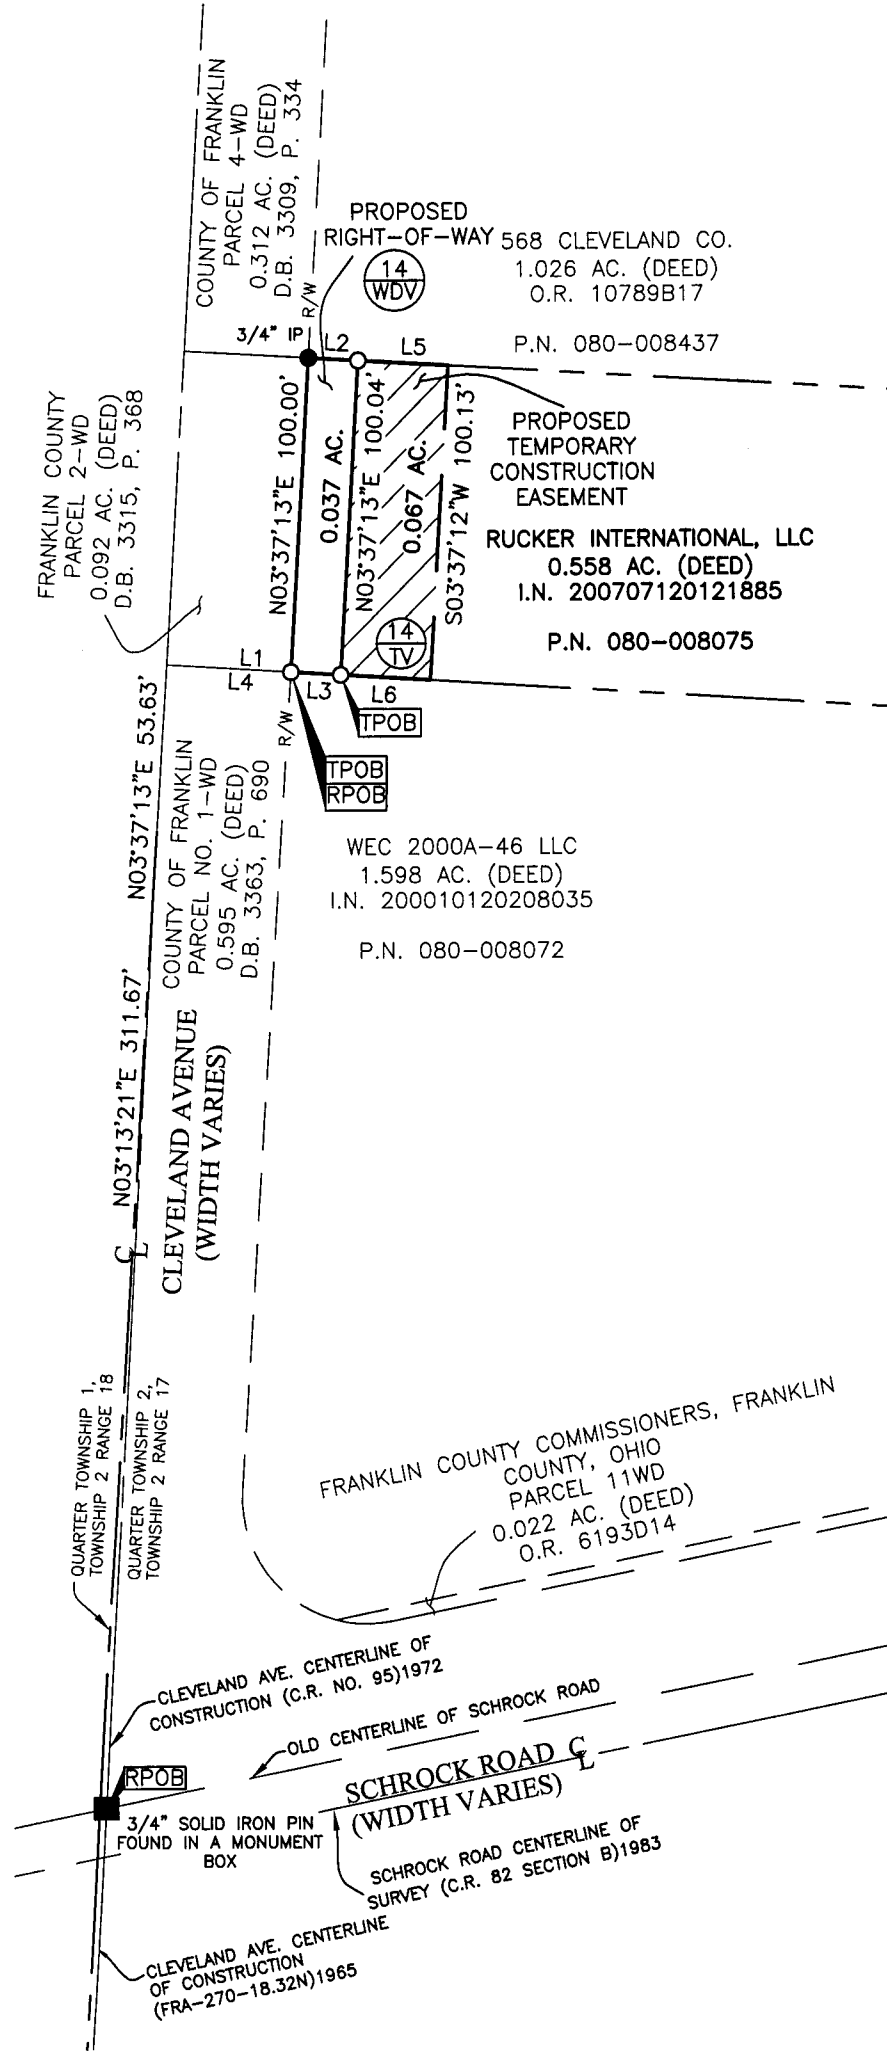 COUNTY OF FRANKLIN
PARCEL 4-WD
0.312 AC. (DEED)
D.B. 3309, P. 334
R/W
PROPOSED
RIGHT-OF-WAY
14
WDV
568 CLEVELAND CO.
1.026 AC. (DEED)
O.R. 10789B17
P.N. 080-008437
3/4" IP
L2
L5
FRANKLIN COUNTY
PARCEL 2-WD
0.092 AC. (DEED)
D.B. 3315, P. 368
N03°37'13"E 100.00'
0.037 AC.
N03°37'13"E 100.04'
0.067 AC.
S03°37'12"W 100.13'
PROPOSED
TEMPORARY
CONSTRUCTION
EASEMENT
RUCKER INTERNATIONAL, LLC
0.558 AC. (DEED)
I.N. 200707120121885
P.N. 080-008075
14
TV
L1
L4
L3
L6
TPOB
R/W
TPOB
RPOB
N03°37'13"E 53.63'
COUNTY OF FRANKLIN
PARCEL NO. 1-WD
0.595 AC. (DEED)
D.B. 3363, P. 690
WEC 2000A-46 LLC
1.598 AC. (DEED)
I.N. 200010120208035
P.N. 080-008072
N03°13'21"E 311.67'
CLEVELAND AVENUE
(WIDTH VARIES)
CL
QUARTER TOWNSHIP 1,
TOWNSHIP 2 RANGE 18
QUARTER TOWNSHIP 2,
TOWNSHIP 2 RANGE 17
FRANKLIN COUNTY COMMISSIONERS, FRANKLIN
COUNTY, OHIO
PARCEL 11WD
0.022 AC. (DEED)
O.R. 6193D14
CLEVELAND AVE. CENTERLINE OF
CONSTRUCTION (C.R. NO. 95)1972
OLD CENTERLINE OF SCHROCK ROAD
RPOB
SCHROCK ROAD CL
(WIDTH VARIES)
3/4" SOLID IRON PIN
FOUND IN A MONUMENT
BOX
SCHROCK ROAD CENTERLINE OF
SURVEY (C.R. 82 SECTION B)1983
CLEVELAND AVE. CENTERLINE
OF CONSTRUCTION
(FRA-270-18.32N)1965